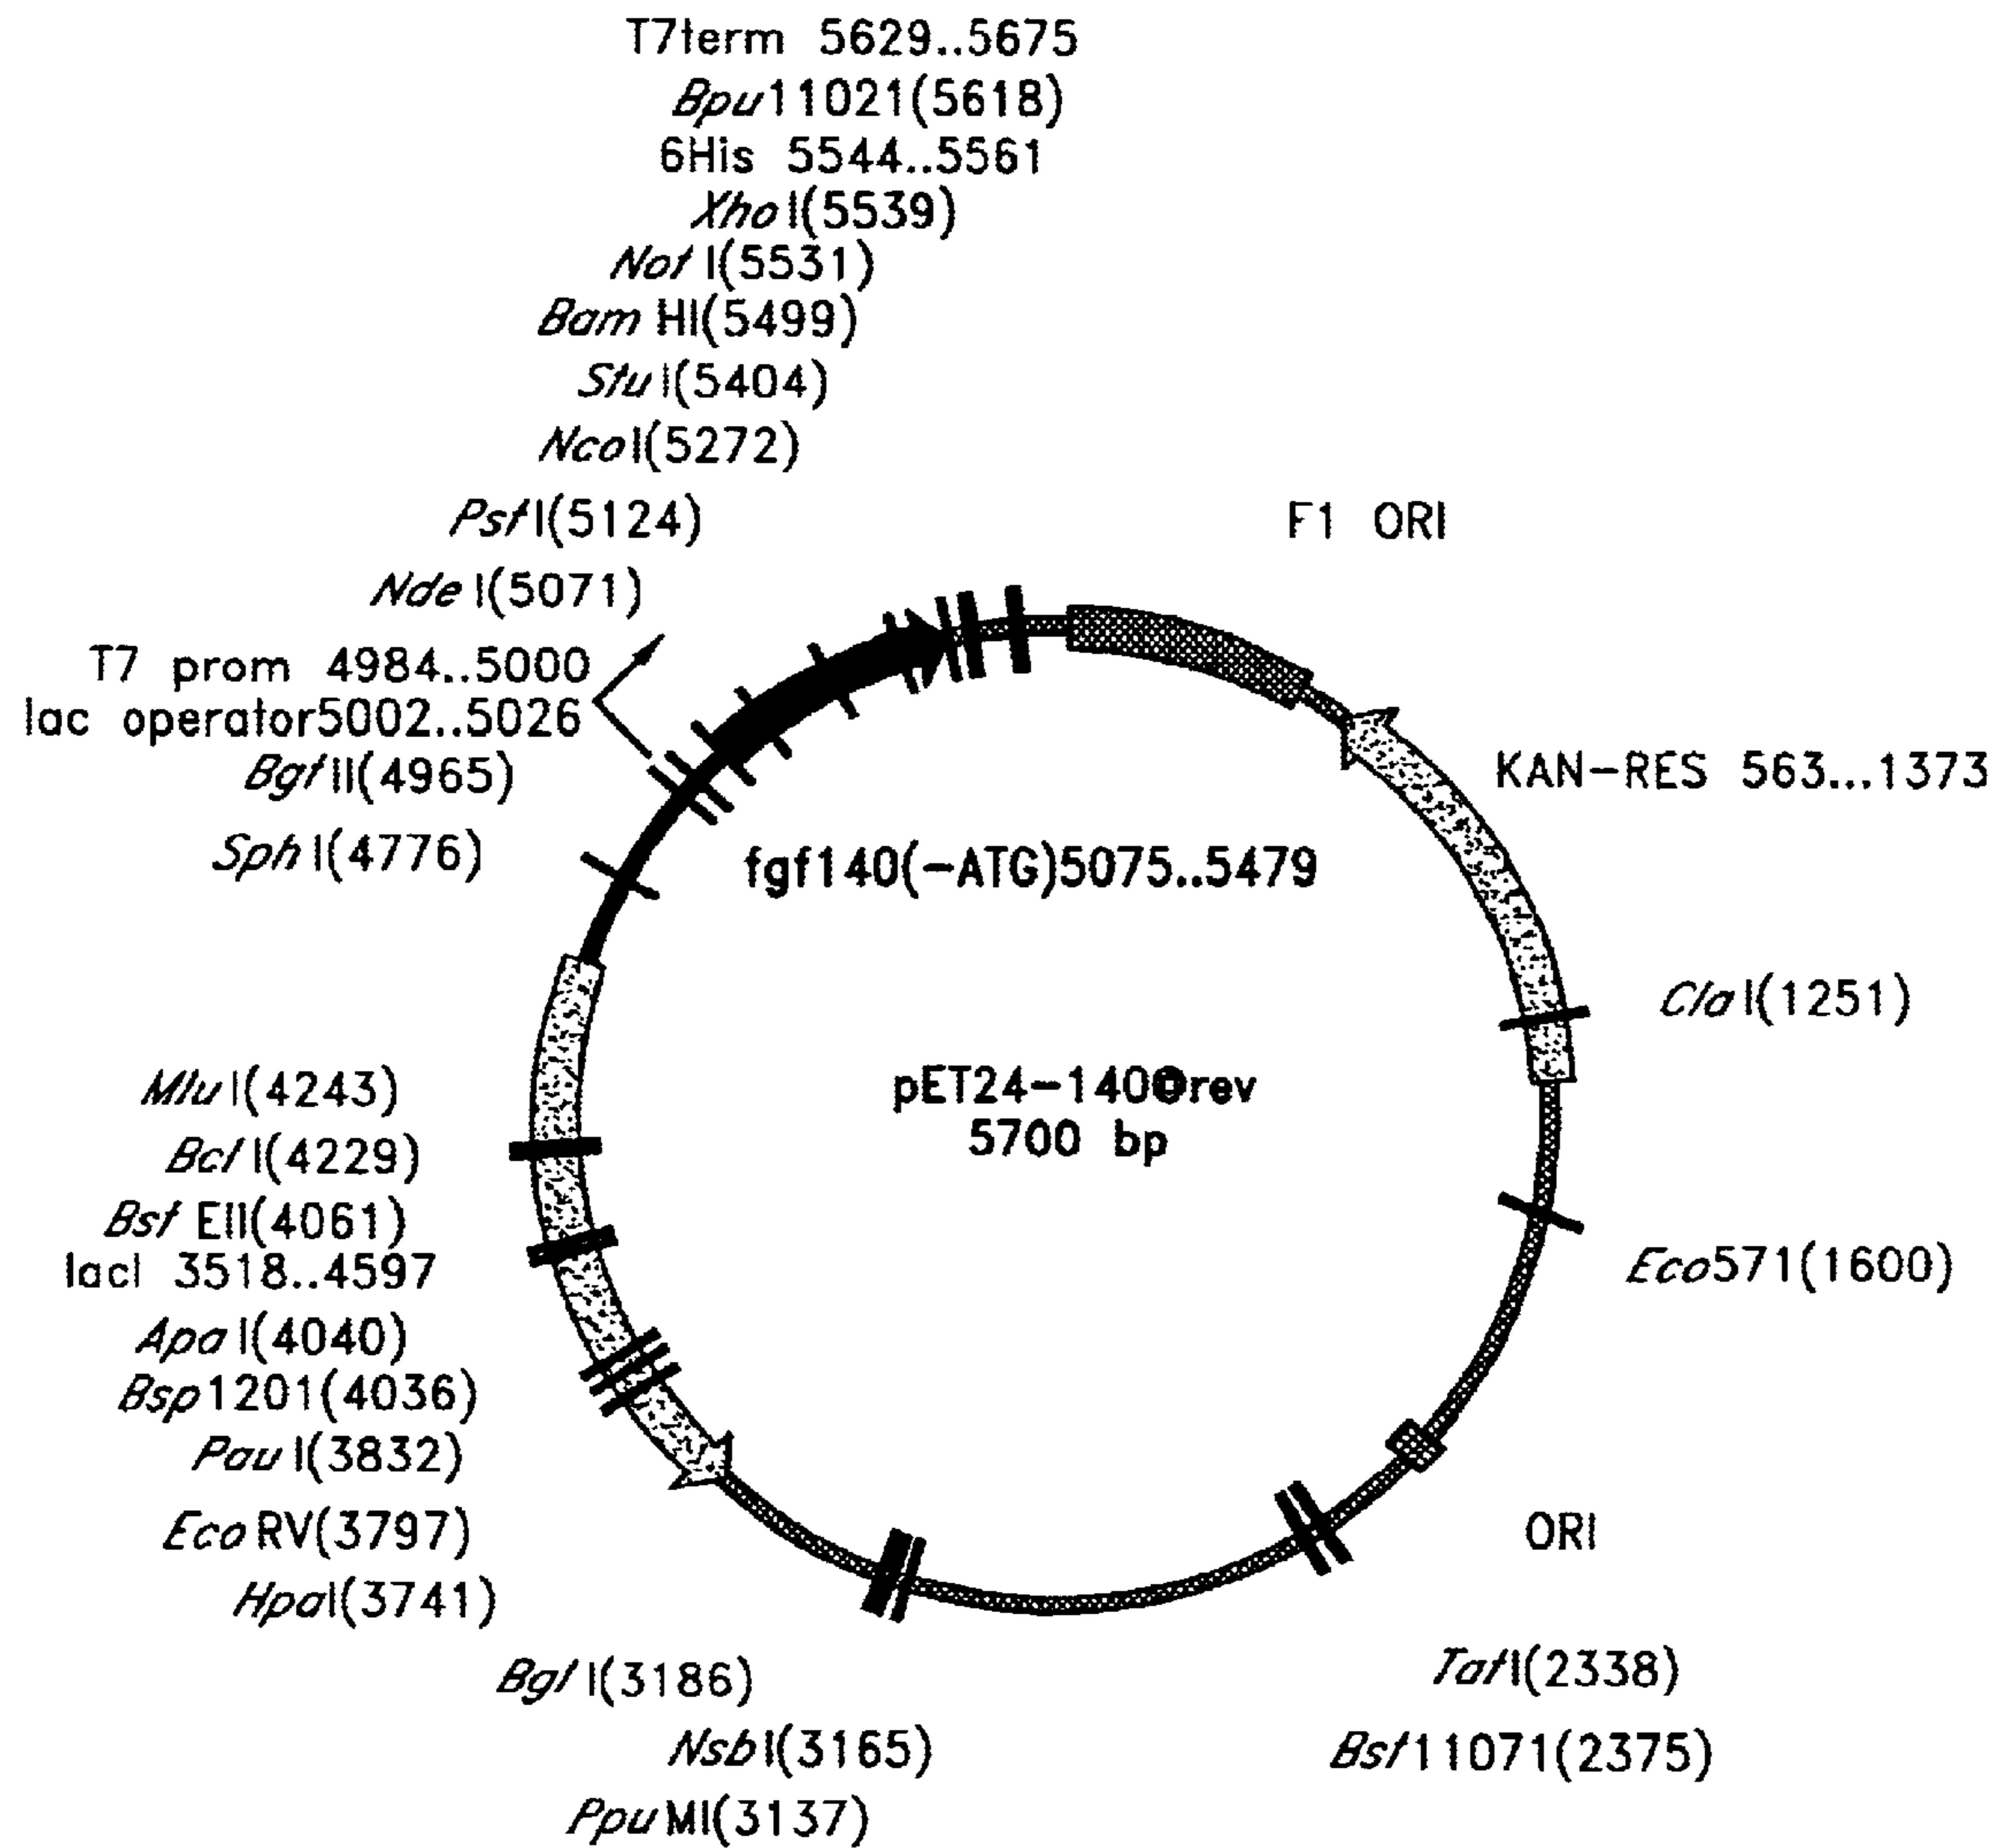 T7term 5629..5675
Bpu11021(5618)
6His 5544..5561
XhoI(5539)
NotI(5531)
BamHI(5499)
StuI(5404)
NcoI(5272)
PstI(5124)
F1 ORI
NdeI(5071)
T7 prom 4984..5000
lac operator5002..5026
BglII(4965)
KAN-RES 563...1373
SphI(4776)
fgf140(-ATG)5075..5479
ClaI(1251)
MluI(4243)
pET24-140rev
5700 bp
BclI(4229)
BstEII(4061)
lacI 3518..4597
Eco571(1600)
ApaI(4040)
Bsp1201(4036)
PauI(3832)
EcoRV(3797)
ORI
HpaI(3741)
BglI(3186)
TatI(2338)
NsbI(3165)
Bst11071(2375)
PpuMI(3137)